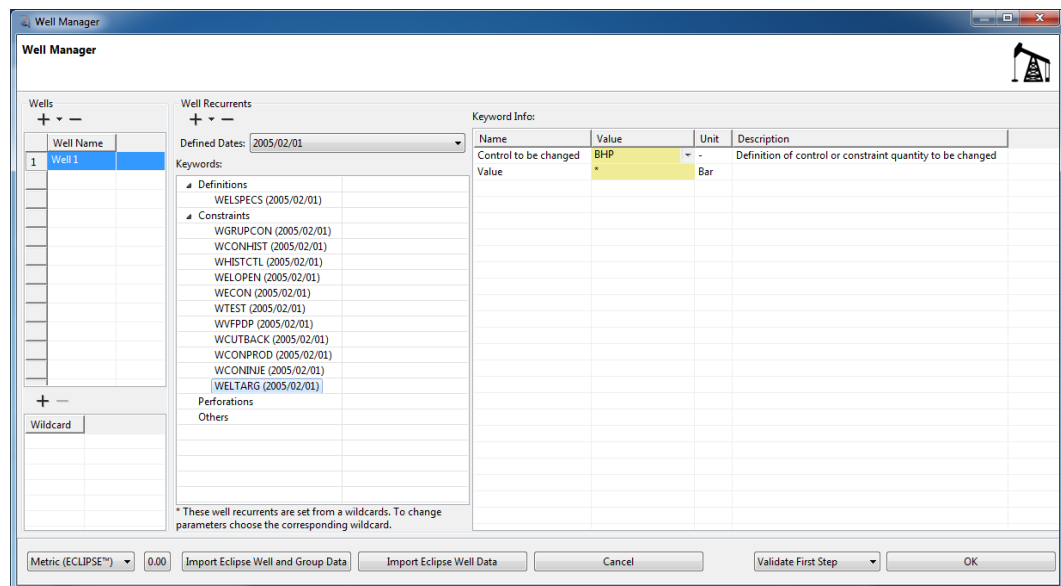 Well Manager
Well Manager
Wells
Well Name
1 Well 1
Wildcard
Well Recurrents
Defined Dates: 2005/02/01
Keywords:
Definitions
WELSPECS (2005/02/01)
Constraints
WGRUPCON (2005/02/01)
WCONHIST (2005/02/01)
WHISTCTL (2005/02/01)
WELOPEN (2005/02/01)
WECON (2005/02/01)
WTEST (2005/02/01)
WVFPDP (2005/02/01)
WCUTBACK (2005/02/01)
WCONPROD (2005/02/01)
WCONINJE (2005/02/01)
WELTARG (2005/02/01)
Perforations
Others
* These well recurrents are set from a wildcards. To change
parameters choose the corresponding wildcard.
Keyword Info:
Name Value Unit Description
Control to be changed BHP - Definition of control or constraint quantity to be changed
Value * Bar
Metric (ECLIPSE™) 0.00 Import Eclipse Well and Group Data Import Eclipse Well Data Cancel Validate First Step OK